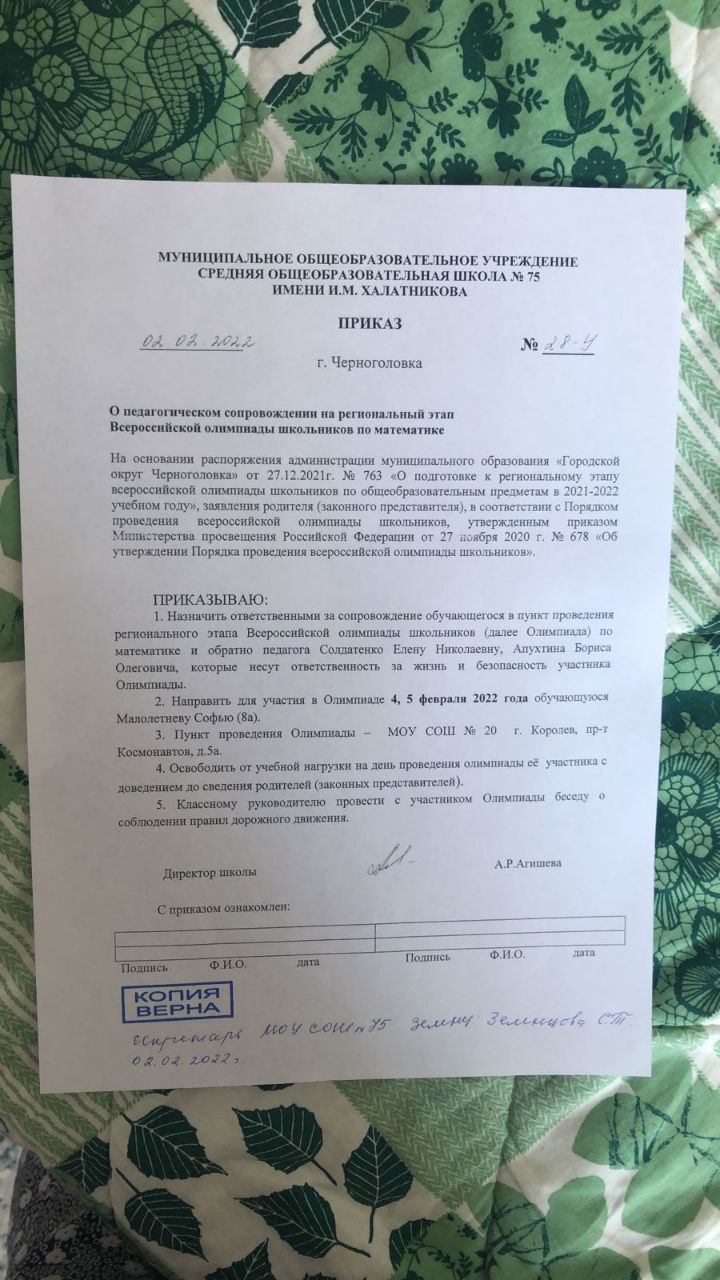 МУНИЦИПАЛЬНОЕ ОБЩЕОБРАЗОВАТЕЛЬНОЕ УЧРЕЖДЕНИЕ
СРЕДНЯЯ ОБЩЕОБРАЗОВАТЕЛЬНАЯ ШКОЛА № 75
ИМЕНИ И.М. ХАЛАТНИКОВА
ПРИКАЗ
02.02.2022 № 28-У
г. Черноголовка
О педагогическом сопровождении на региональный этап
Всероссийской олимпиады школьников по математике
На основании распоряжения администрации муниципального образования «Городской
округ Черноголовка» от 27.12.2021г. № 763 «О подготовке к региональному этапу
всероссийской олимпиады школьников по общеобразовательным предметам в 2021-2022
учебном году», заявления родителя (законного представителя), в соответствии с Порядком
проведения всероссийской олимпиады школьников, утвержденным приказом
Министерства просвещения Российской Федерации от 27 ноября 2020 г. № 678 «Об
утверждении Порядка проведения всероссийской олимпиады школьников».
ПРИКАЗЫВАЮ:
1. Назначить ответственными за сопровождение обучающегося в пункт проведения
регионального этапа Всероссийской олимпиады школьников (далее Олимпиада) по
математике и обратно педагога Солдатенко Елену Николаевну, Апухтина Бориса
Олеговича, которые несут ответственность за жизнь и безопасность участника
Олимпиады.
2. Направить для участия в Олимпиаде 4, 5 февраля 2022 года обучающуюся
Малолетневу Софью (8а).
3. Пункт проведения Олимпиады – МОУ СОШ № 20 г. Королев, пр-т
Космонавтов, д.5а.
4. Освободить от учебной нагрузки на день проведения олимпиады её участника с
доведением до сведения родителей (законных представителей).
5. Классному руководителю провести с участником Олимпиады беседу о
соблюдении правил дорожного движения.
Директор школы А.Р.Агишева
С приказом ознакомлен:
Подпись Ф.И.О. дата Подпись Ф.И.О. дата
КОПИЯ
ВЕРНА
секретарь МОУ СОШ №75 Земенцова С.Т.
02.02.2022г.